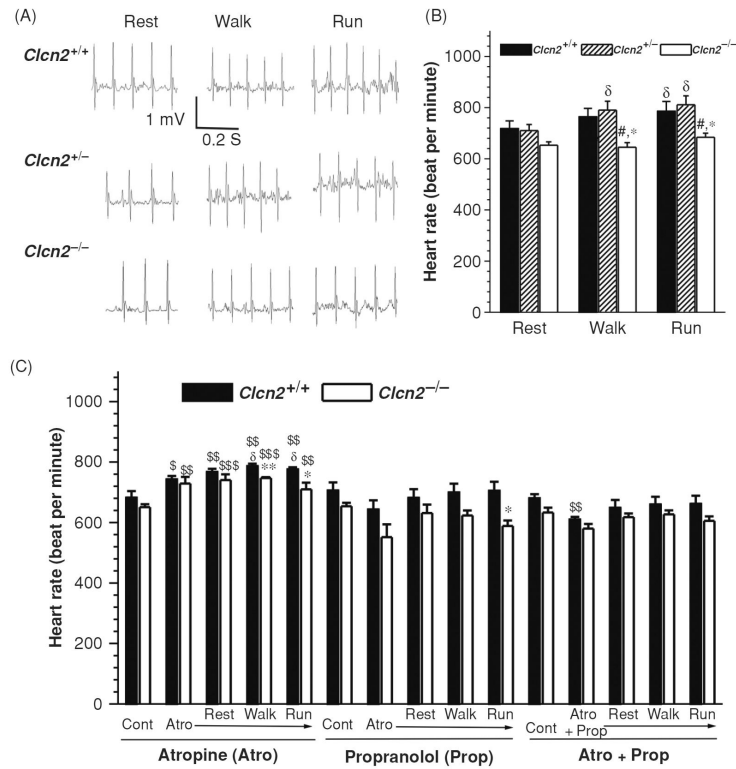 (A)
Rest Walk Run
Clcn2+/+
1 mV
0.2 S
Clcn2+/−
Clcn2−/−
(B)
Heart rate (beat per minute)
1000
800
600
400
200
0
Clcn2+/+ Clcn2+/− Clcn2−/−
δ δ δ
#,* #,*
Rest Walk Run
(C)
Heart rate (beat per minute)
1000
800
600
400
200
0
Clcn2+/+ Clcn2−/−
$$ $$
$ $$ $$ $$$ δ $$$ δ $$
** * * $$
Cont Atro Rest Walk Run Cont Atro Rest Walk Run Cont Atro + Prop Rest Walk Run
Atropine (Atro) Propranolol (Prop) Atro + Prop